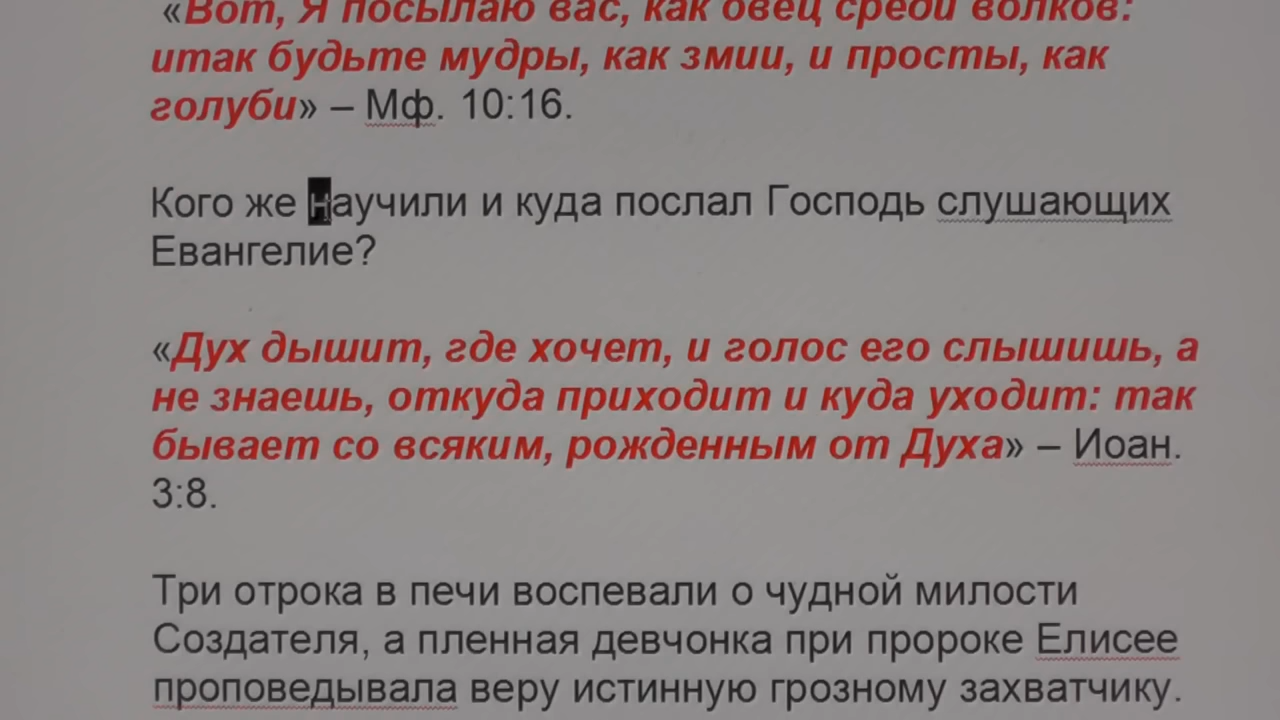 «Вот, Я посылаю вас, как овец среди волков:
итак будьте мудры, как змии, и просты, как
голуби» – Мф. 10:16.
Кого же научили и куда послал Господь слушающих
Евангелие?
«Дух дышит, где хочет, и голос его слышишь, а
не знаешь, откуда приходит и куда уходит: так
бывает со всяким, рожденным от Духа» – Иоан.
3:8.
Три отрока в печи воспевали о чудной милости
Создателя, а пленная девчонка при пророке Елисее
проповедывала веру истинную грозному захватчику.